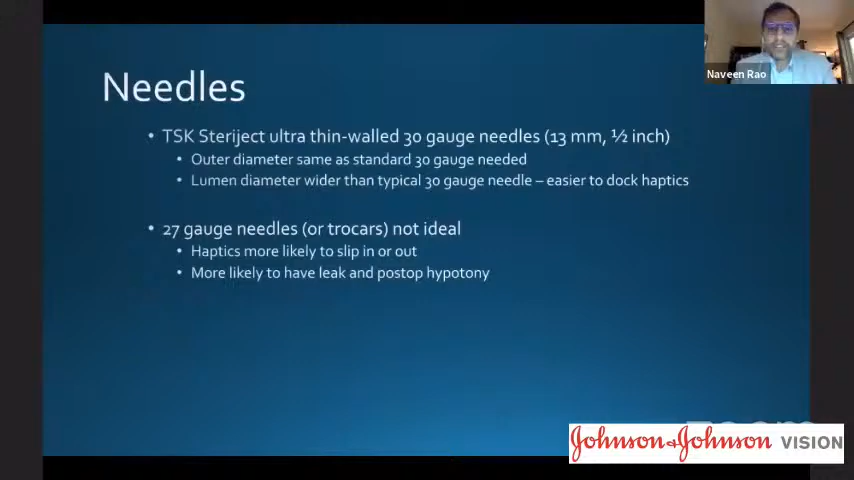 Naveen Rao
Needles
• TSK Steriject ultra thin-walled 30 gauge needles (13 mm, ½ inch)
• Outer diameter same as standard 30 gauge needed
• Lumen diameter wider than typical 30 gauge needle – easier to dock haptics
• 27 gauge needles (or trocars) not ideal
• Haptics more likely to slip in or out
• More likely to have leak and postop hypotony
Johnson & Johnson VISION